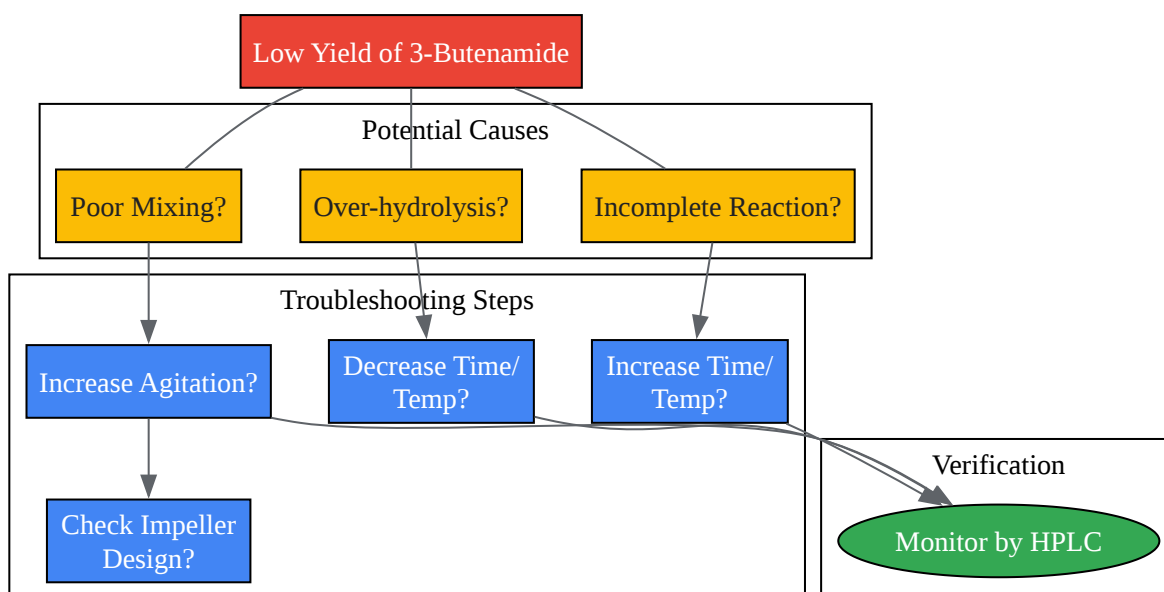 Low Yield of 3-Butenamide
Potential Causes
Poor Mixing?
Over-hydrolysis?
Incomplete Reaction?
Troubleshooting Steps
Increase Agitation?
Decrease Time/
Temp?
Increase Time/
Temp?
Verification
Check Impeller
Design?
Monitor by HPLC